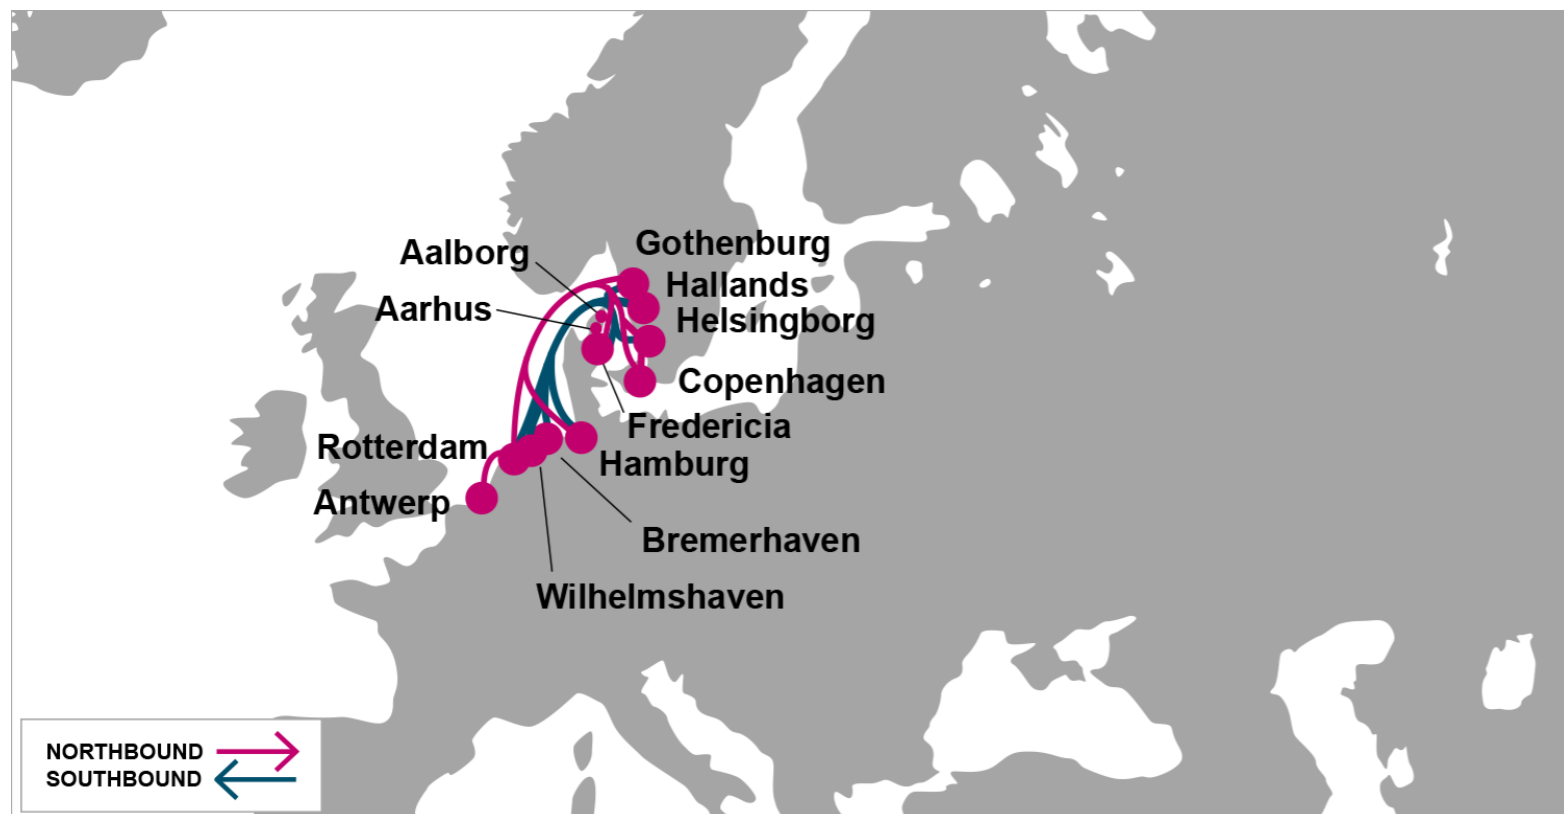 Gothenburg
Aalborg
Hallands
Aarhus
Helsingborg
Copenhagen
Fredericia
Rotterdam
Hamburg
Antwerp
Bremerhaven
Wilhelmshaven
NORTHBOUND
SOUTHBOUND